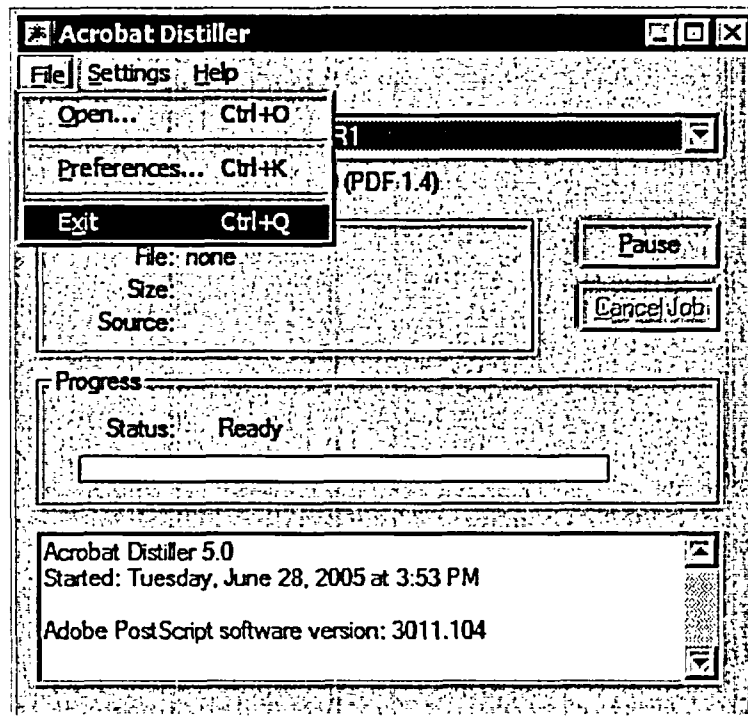 Acrobat Distiller
File Settings Help
Open... Ctrl+O
R1
Preferences... Ctrl+K
(PDF 1.4)
Exit Ctrl+Q
File: none
Pause
Size:
Cancel Job
Source:
Progress
Status: Ready
Acrobat Distiller 5.0
Started: Tuesday, June 28, 2005 at 3:53 PM
Adobe PostScript software version: 3011.104